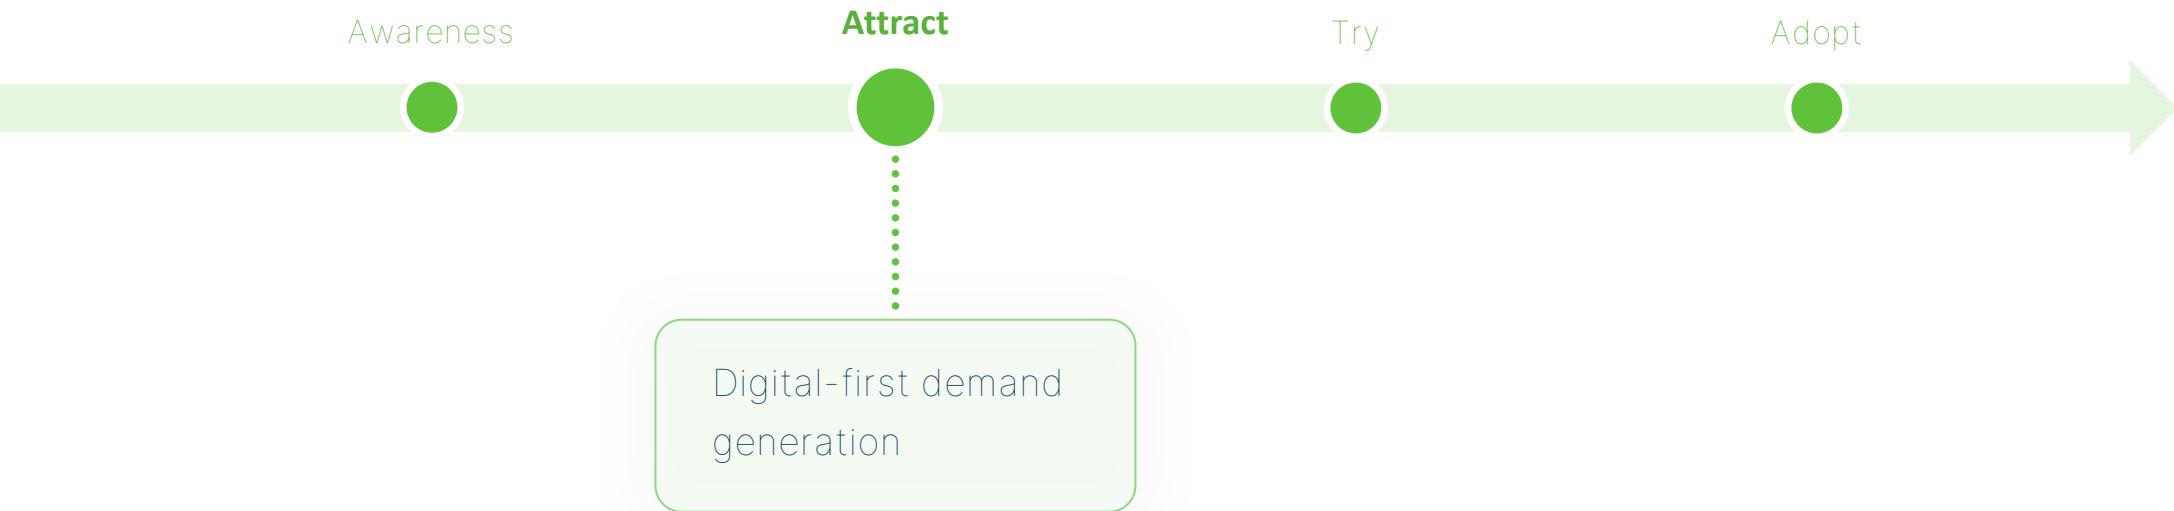 Awareness
Attract
Try
Adopt
Digital-first demand
generation